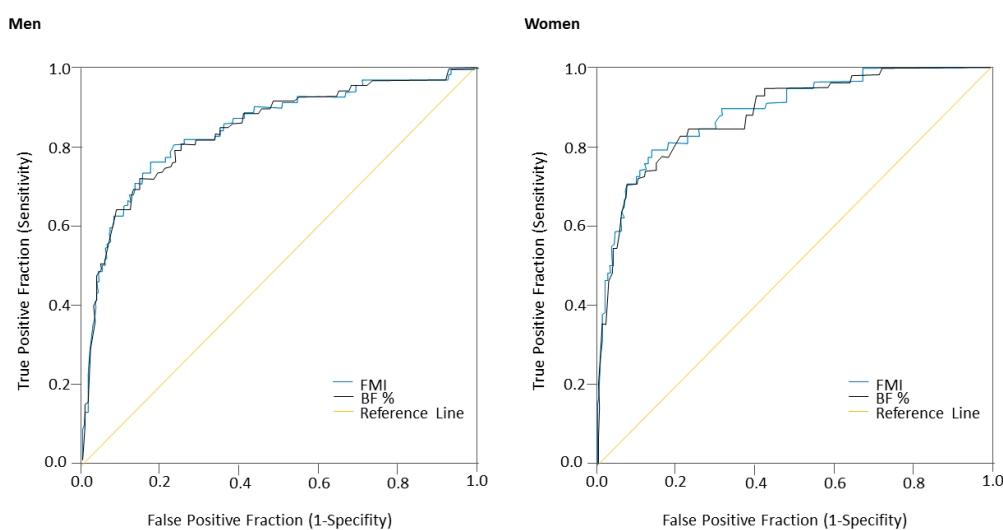 Men
True Positive Fraction (Sensitivity)
1.0
0.8
0.6
0.4
0.2
0.0
FMI
BF %
Reference Line
0.0
0.2
0.4
0.6
0.8
1.0
False Positive Fraction (1-Specifity)
Women
True Positive Fraction (Sensitivity)
1.0
0.8
0.6
0.4
0.2
0.0
FMI
BF %
Reference Line
0.0
0.2
0.4
0.6
0.8
1.0
False Positive Fraction (1-Specifity)